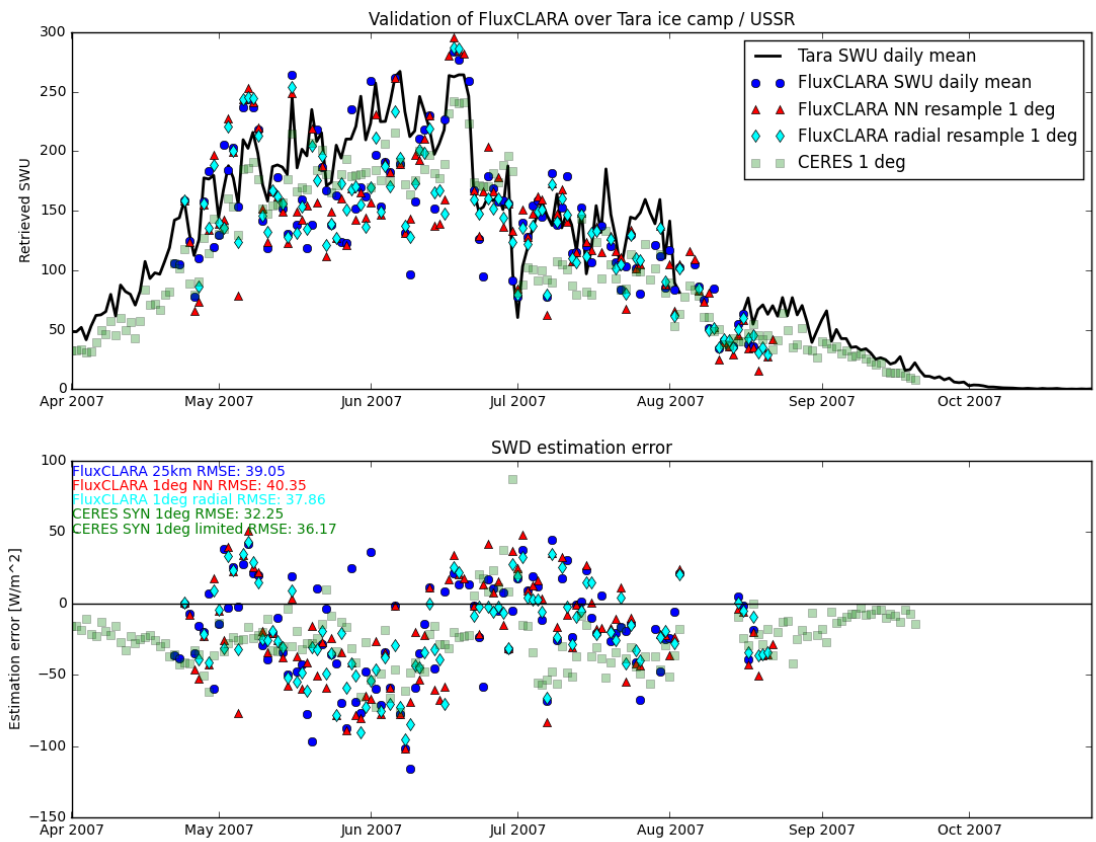 Validation of FluxCLARA over Tara ice camp / USSR
300
250
200
150
100
50
0
Retrieved SWU
Tara SWU daily mean
FluxCLARA SWU daily mean
FluxCLARA NN resample 1 deg
FluxCLARA radial resample 1 deg
CERES 1 deg
Apr 2007 May 2007 Jun 2007 Jul 2007 Aug 2007 Sep 2007 Oct 2007
SWD estimation error
100
50
0
−50
−100
−150
Estimation error [W/m^2]
FluxCLARA 25km RMSE: 39.05
FluxCLARA 1deg NN RMSE: 40.35
FluxCLARA 1deg radial RMSE: 37.86
CERES SYN 1deg RMSE: 32.25
CERES SYN 1deg limited RMSE: 36.17
Apr 2007 May 2007 Jun 2007 Jul 2007 Aug 2007 Sep 2007 Oct 2007